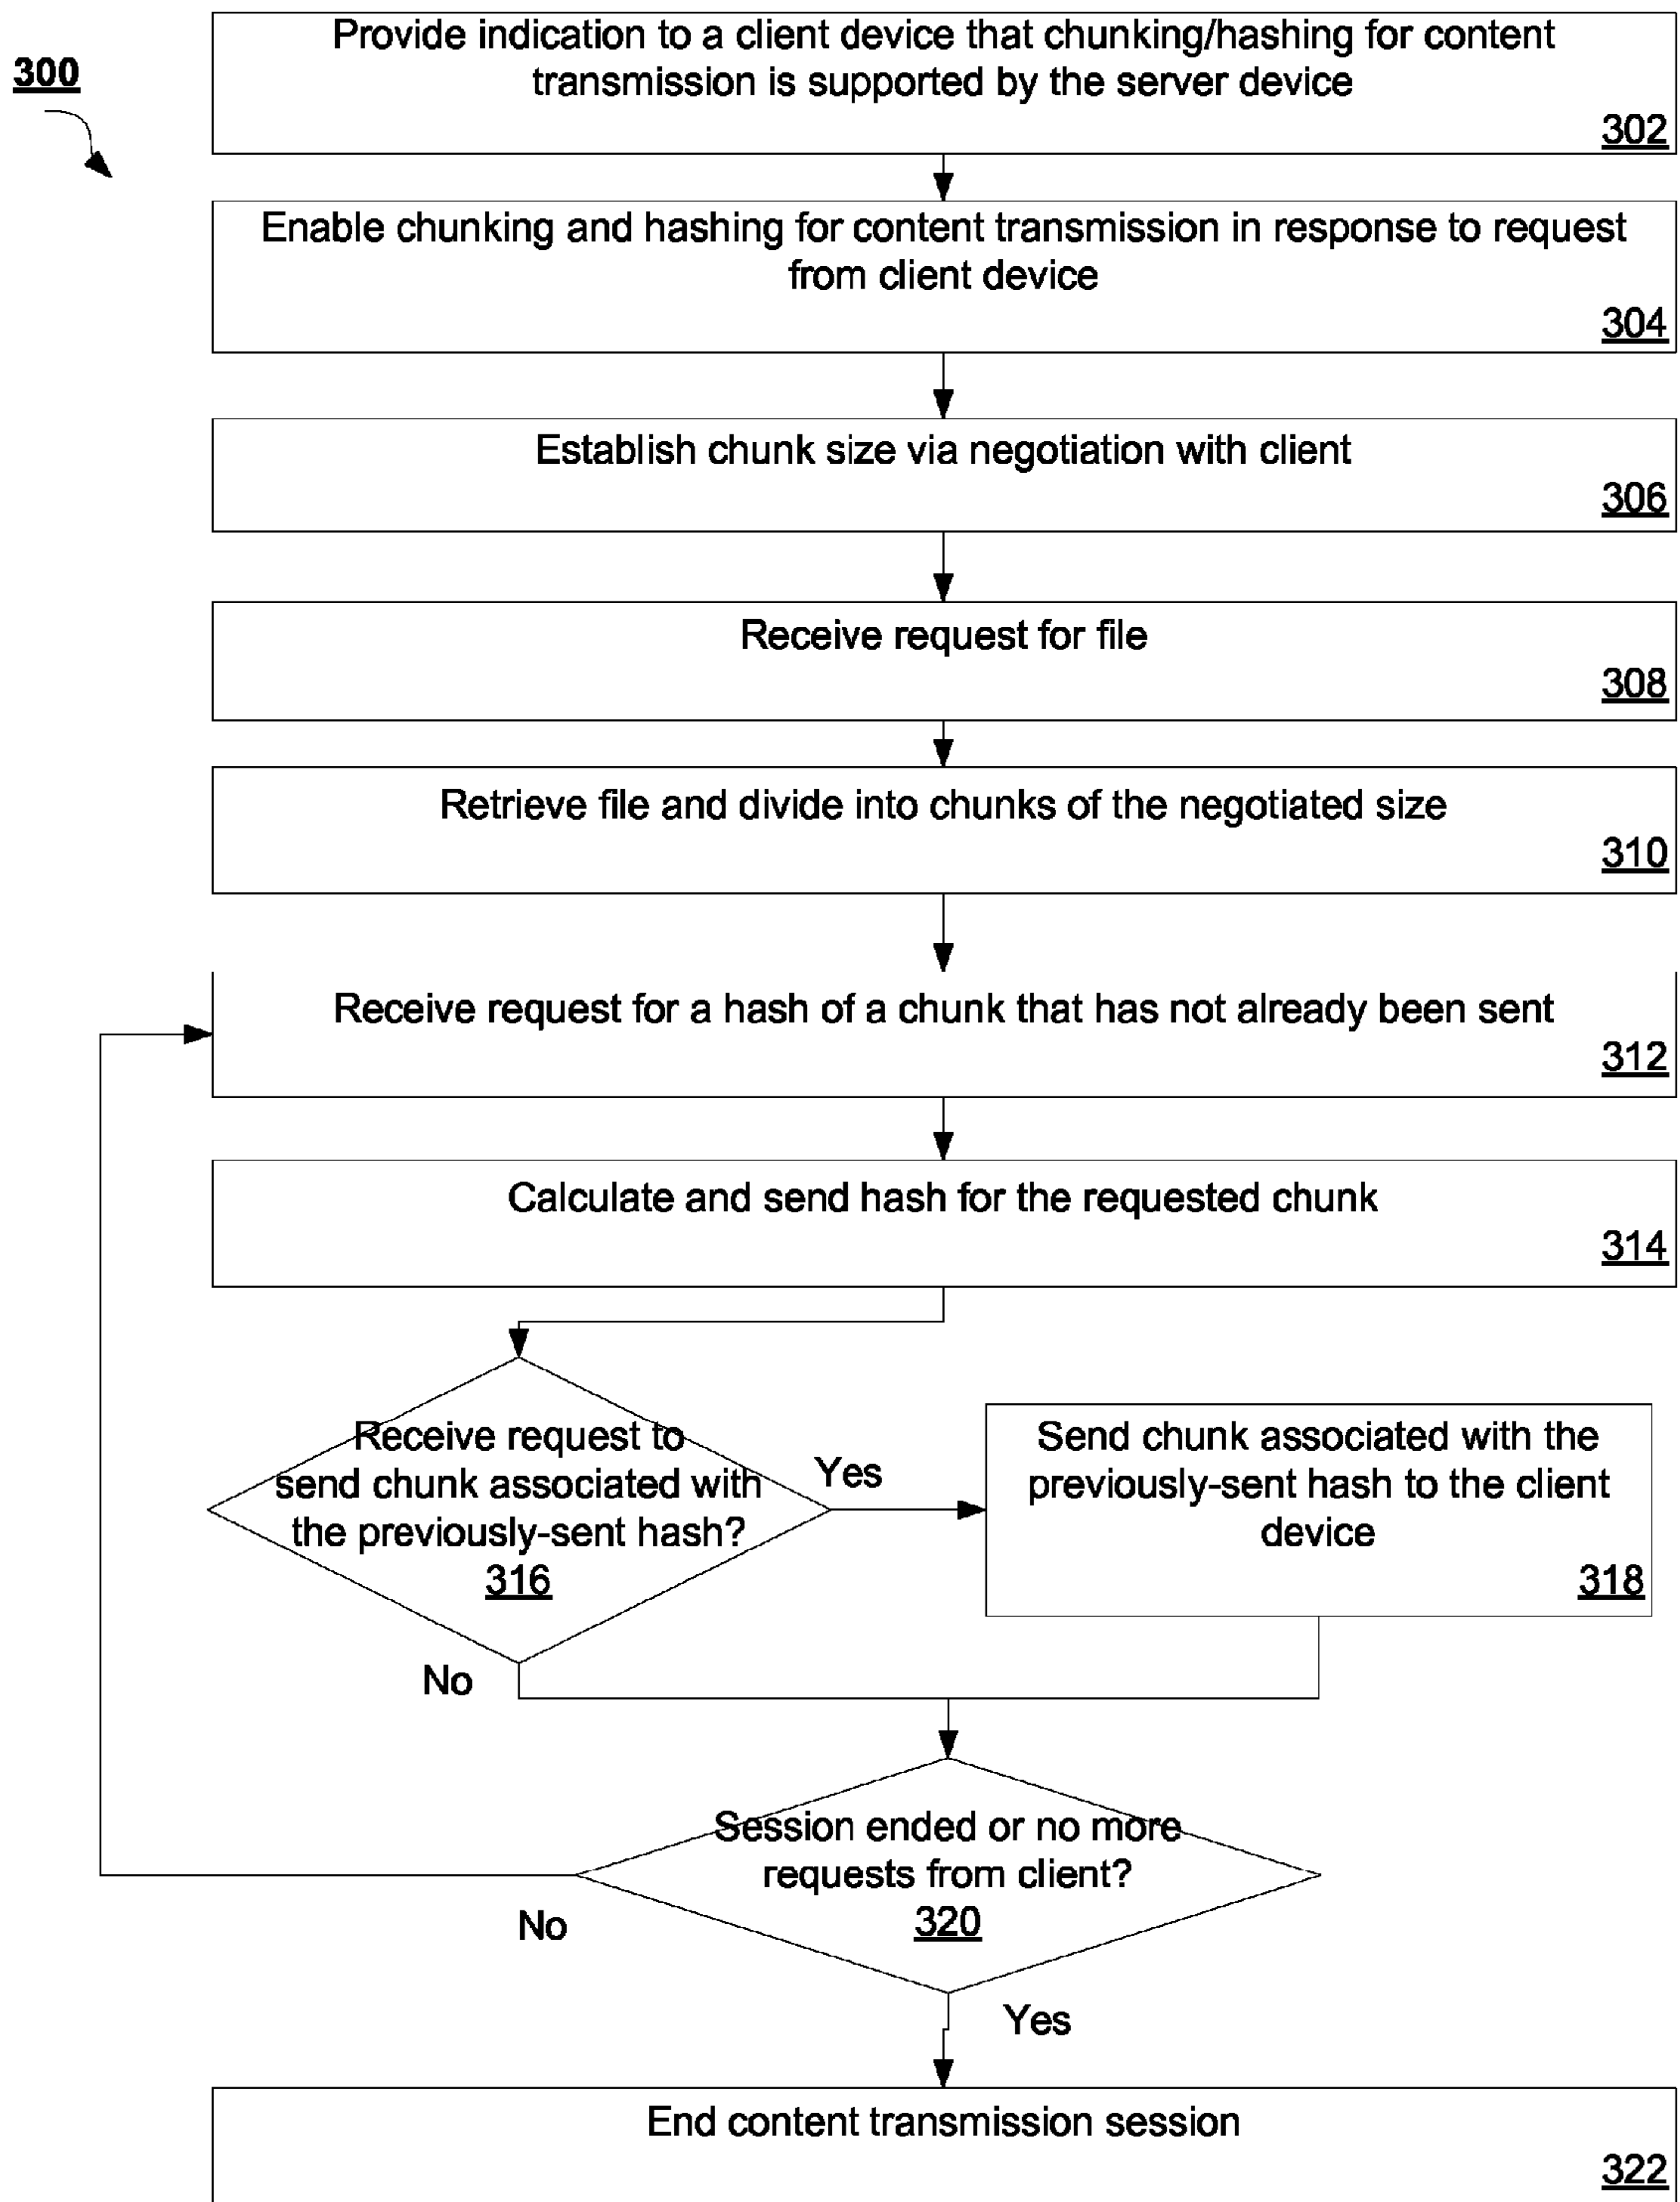 300
Provide indication to a client device that chunking/hashing for content
transmission is supported by the server device
302
Enable chunking and hashing for content transmission in response to request
from client device
304
Establish chunk size via negotiation with client
306
Receive request for file
308
Retrieve file and divide into chunks of the negotiated size
310
Receive request for a hash of a chunk that has not already been sent
312
Calculate and send hash for the requested chunk
314
Receive request to
send chunk associated with
the previously-sent hash?
316
Yes
Send chunk associated with the
previously-sent hash to the client
device
318
No
Session ended or no more
requests from client?
320
No
Yes
End content transmission session
322